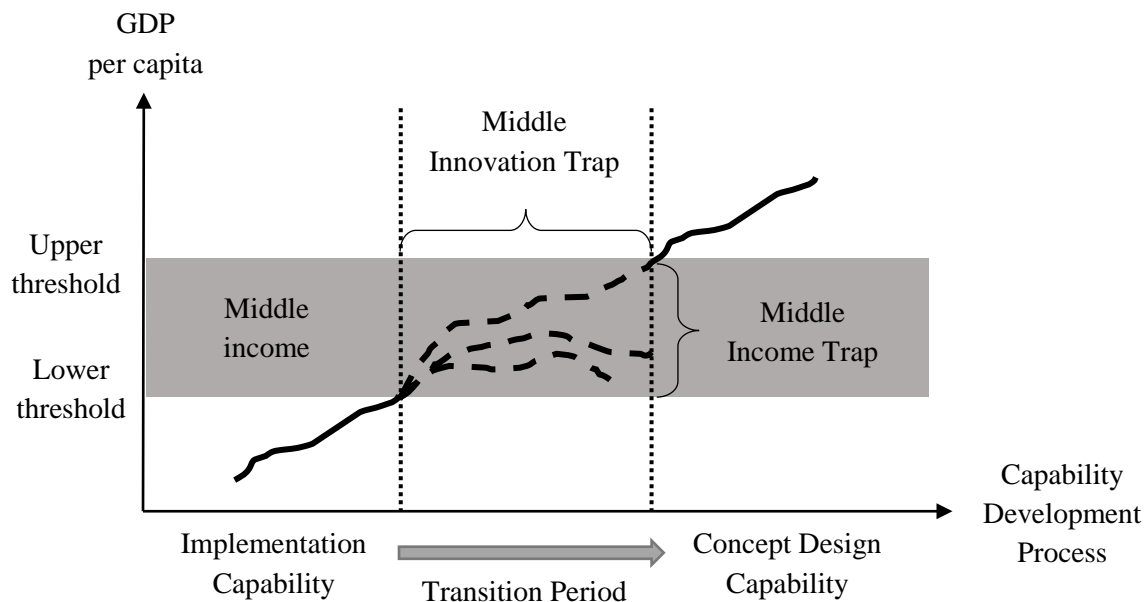 GDP
per capita
Middle
Innovation Trap
Upper
threshold
Middle
income
Middle
Income Trap
Lower
threshold
Capability
Development
Process
Implementation
Capability
Transition Period
Concept Design
Capability